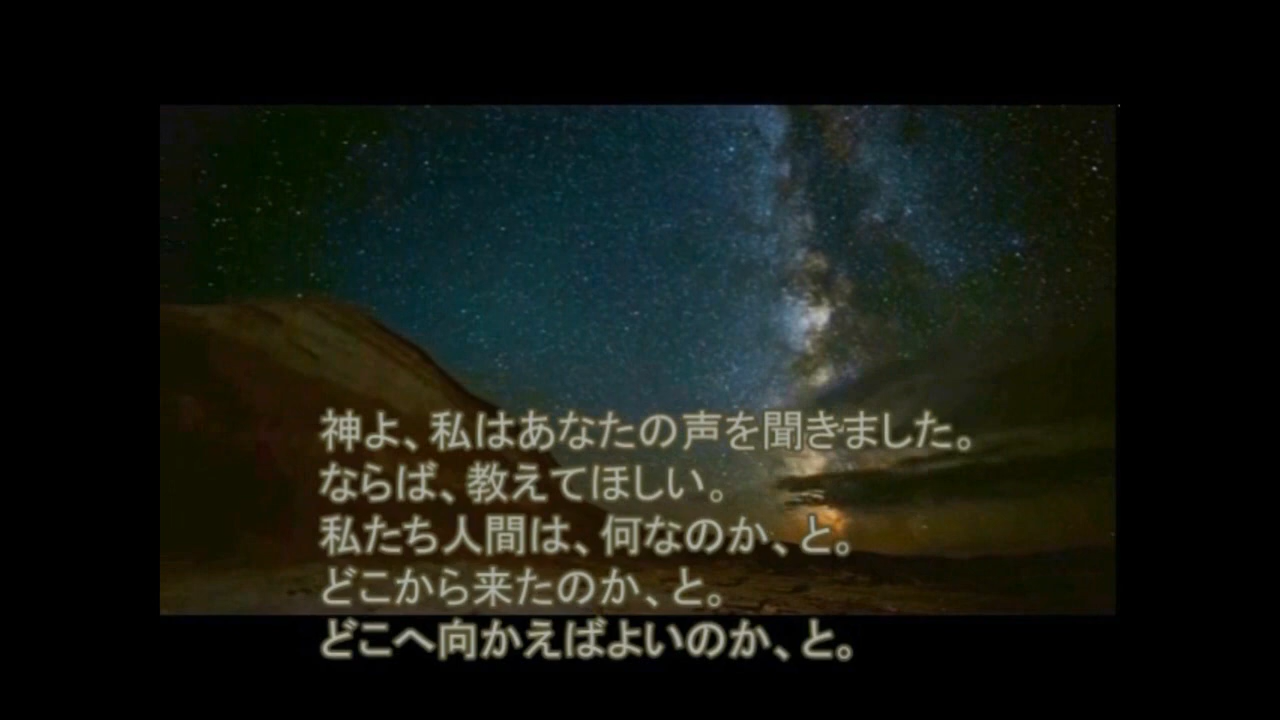 神よ、私はあなたの声を聞きました。
ならば、教えてほしい。
私たち人間は、何なのか、と。
どこから来たのか、と。
どこへ向かえばよいのか、と。